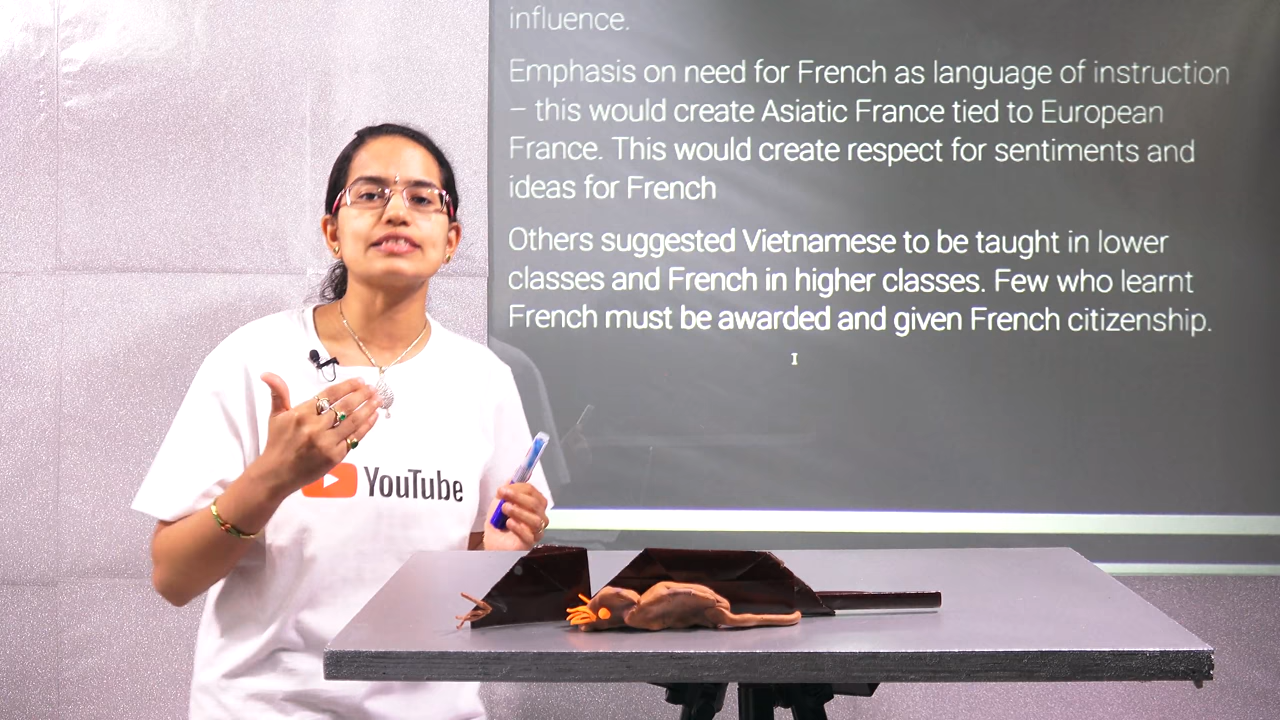 influence.
Emphasis on need for French as language of instruction
– this would create Asiatic France tied to European
France. This would create respect for sentiments and
ideas for French
Others suggested Vietnamese to be taught in lower
classes and French in higher classes. Few who learnt
French must be awarded and given French citizenship.
YouTube